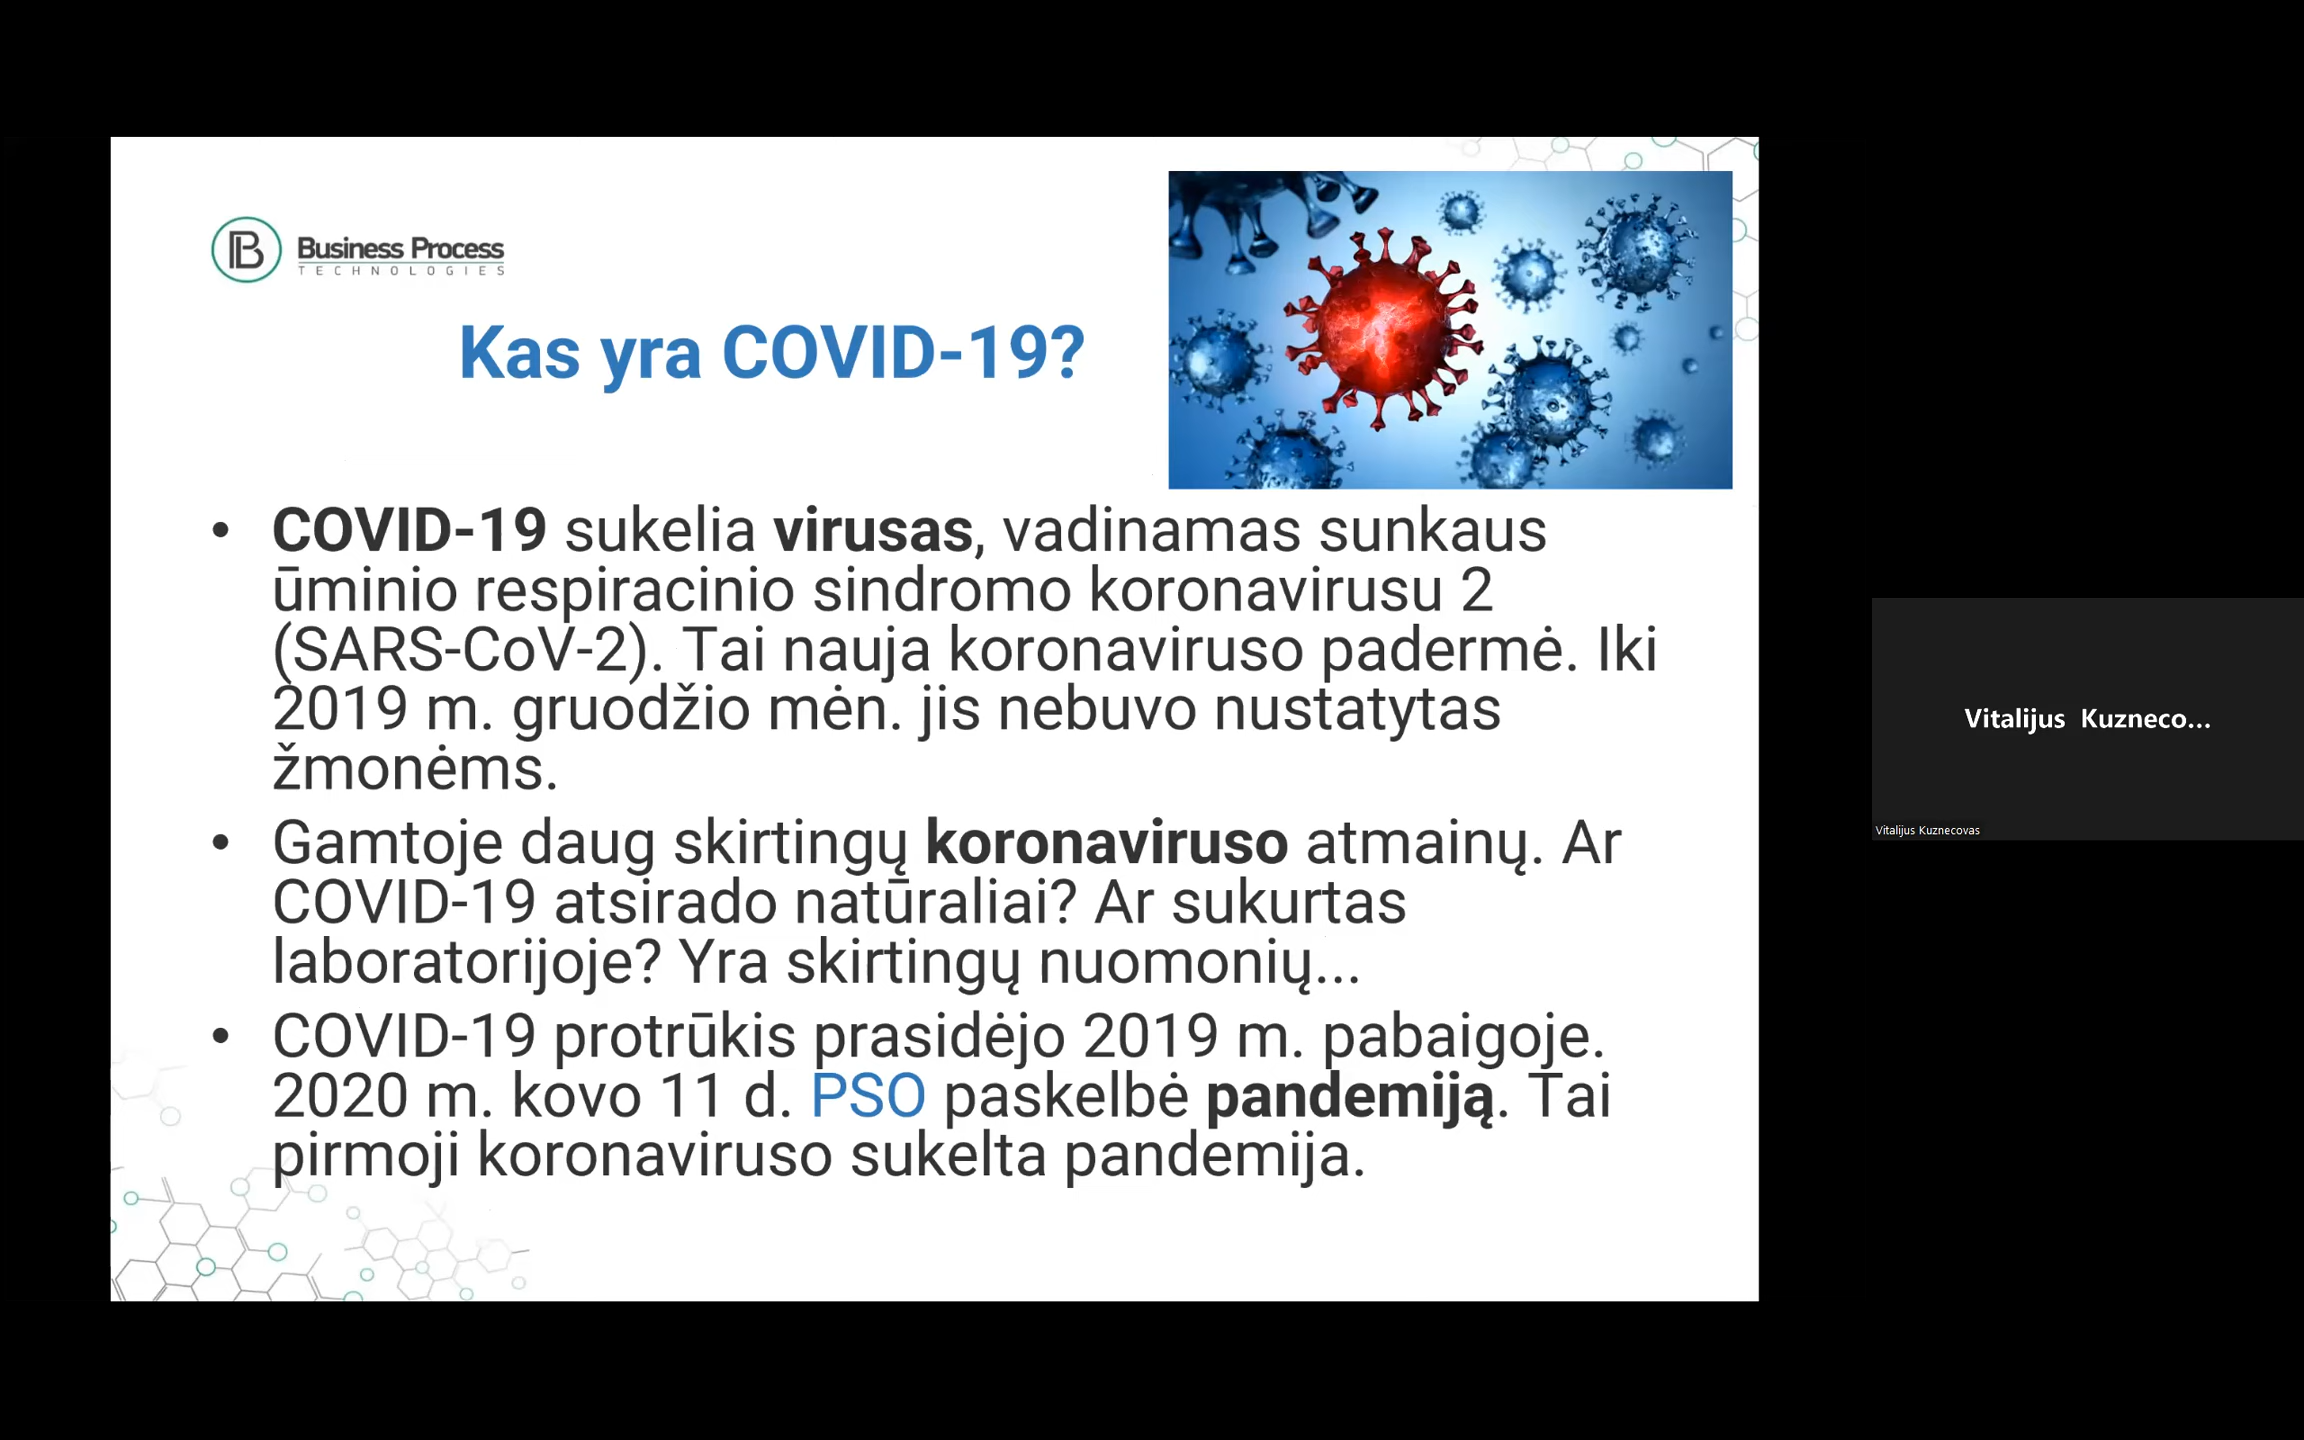 Business Process
TECHNOLOGIES
Kas yra COVID-19?
• COVID-19 sukelia virusas, vadinamas sunkaus
ūminio respiracinio sindromo koronavirusu 2
(SARS-CoV-2). Tai nauja koronaviruso padermė. Iki
2019 m. gruodžio mėn. jis nebuvo nustatytas
žmonėms.
• Gamtoje daug skirtingų koronaviruso atmainų. Ar
COVID-19 atsirado natūraliai? Ar sukurtas
laboratorijoje? Yra skirtingų nuomonių...
• COVID-19 protrūkis prasidėjo 2019 m. pabaigoje.
2020 m. kovo 11 d. PSO paskelbė pandemiją. Tai
pirmoji koronaviruso sukelta pandemija.
Vitalijus Kuzneco...
Vitalijus Kuznecovas